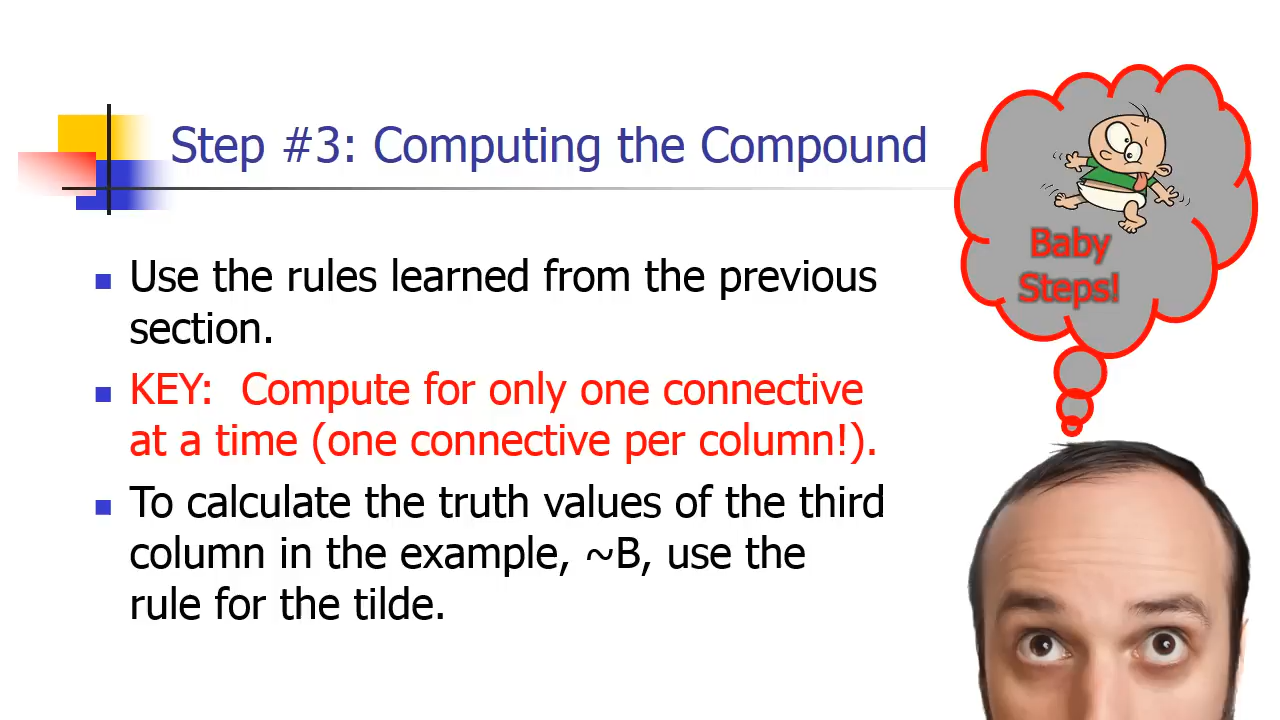 Step #3: Computing the Compound
Baby
Steps!
Use the rules learned from the previous
section.
KEY:  Compute for only one connective
at a time (one connective per column!).
To calculate the truth values of the third
column in the example, ~B, use the
rule for the tilde.